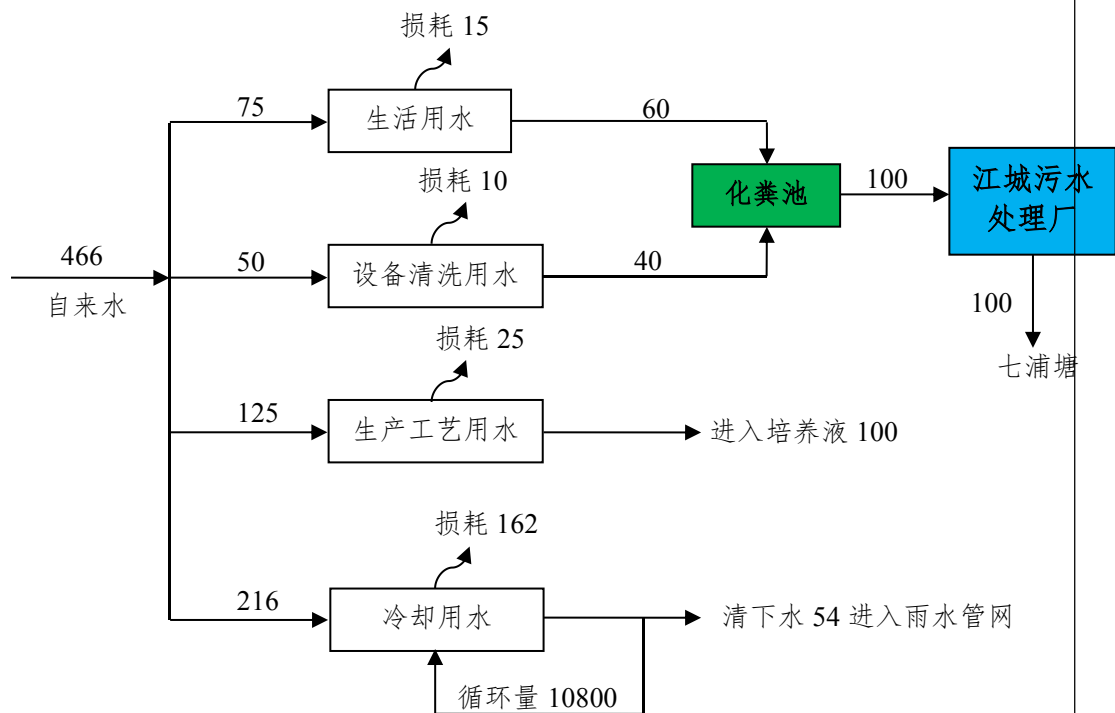 损耗 15
75
生活用水
60
损耗 10
化粪池
100
江城污水
处理厂
466
自来水
50
设备清洗用水
40
100
七浦塘
损耗 25
125
生产工艺用水
进入培养液 100
损耗 162
216
冷却用水
清下水 54 进入雨水管网
循环量 10800